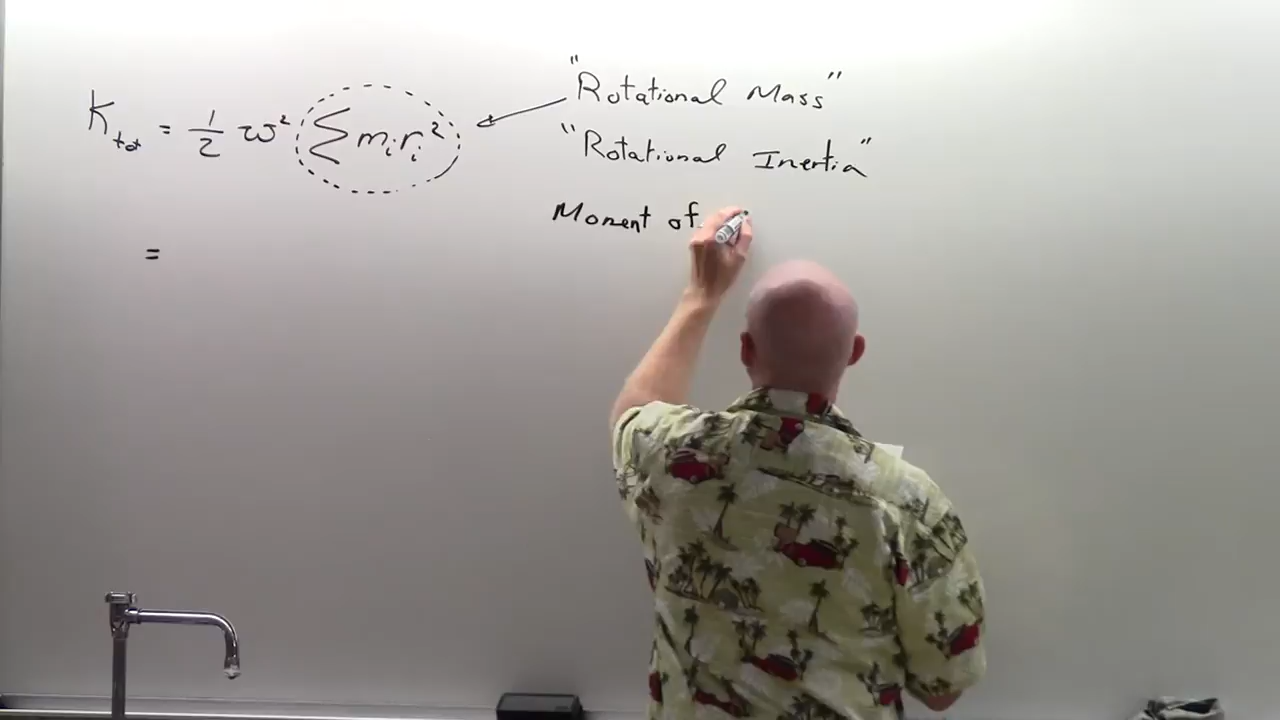 K_tot = 1/2 ω² Σ mᵢrᵢ²
"Rotational Mass"
"Rotational Inertia"
Moment of
=